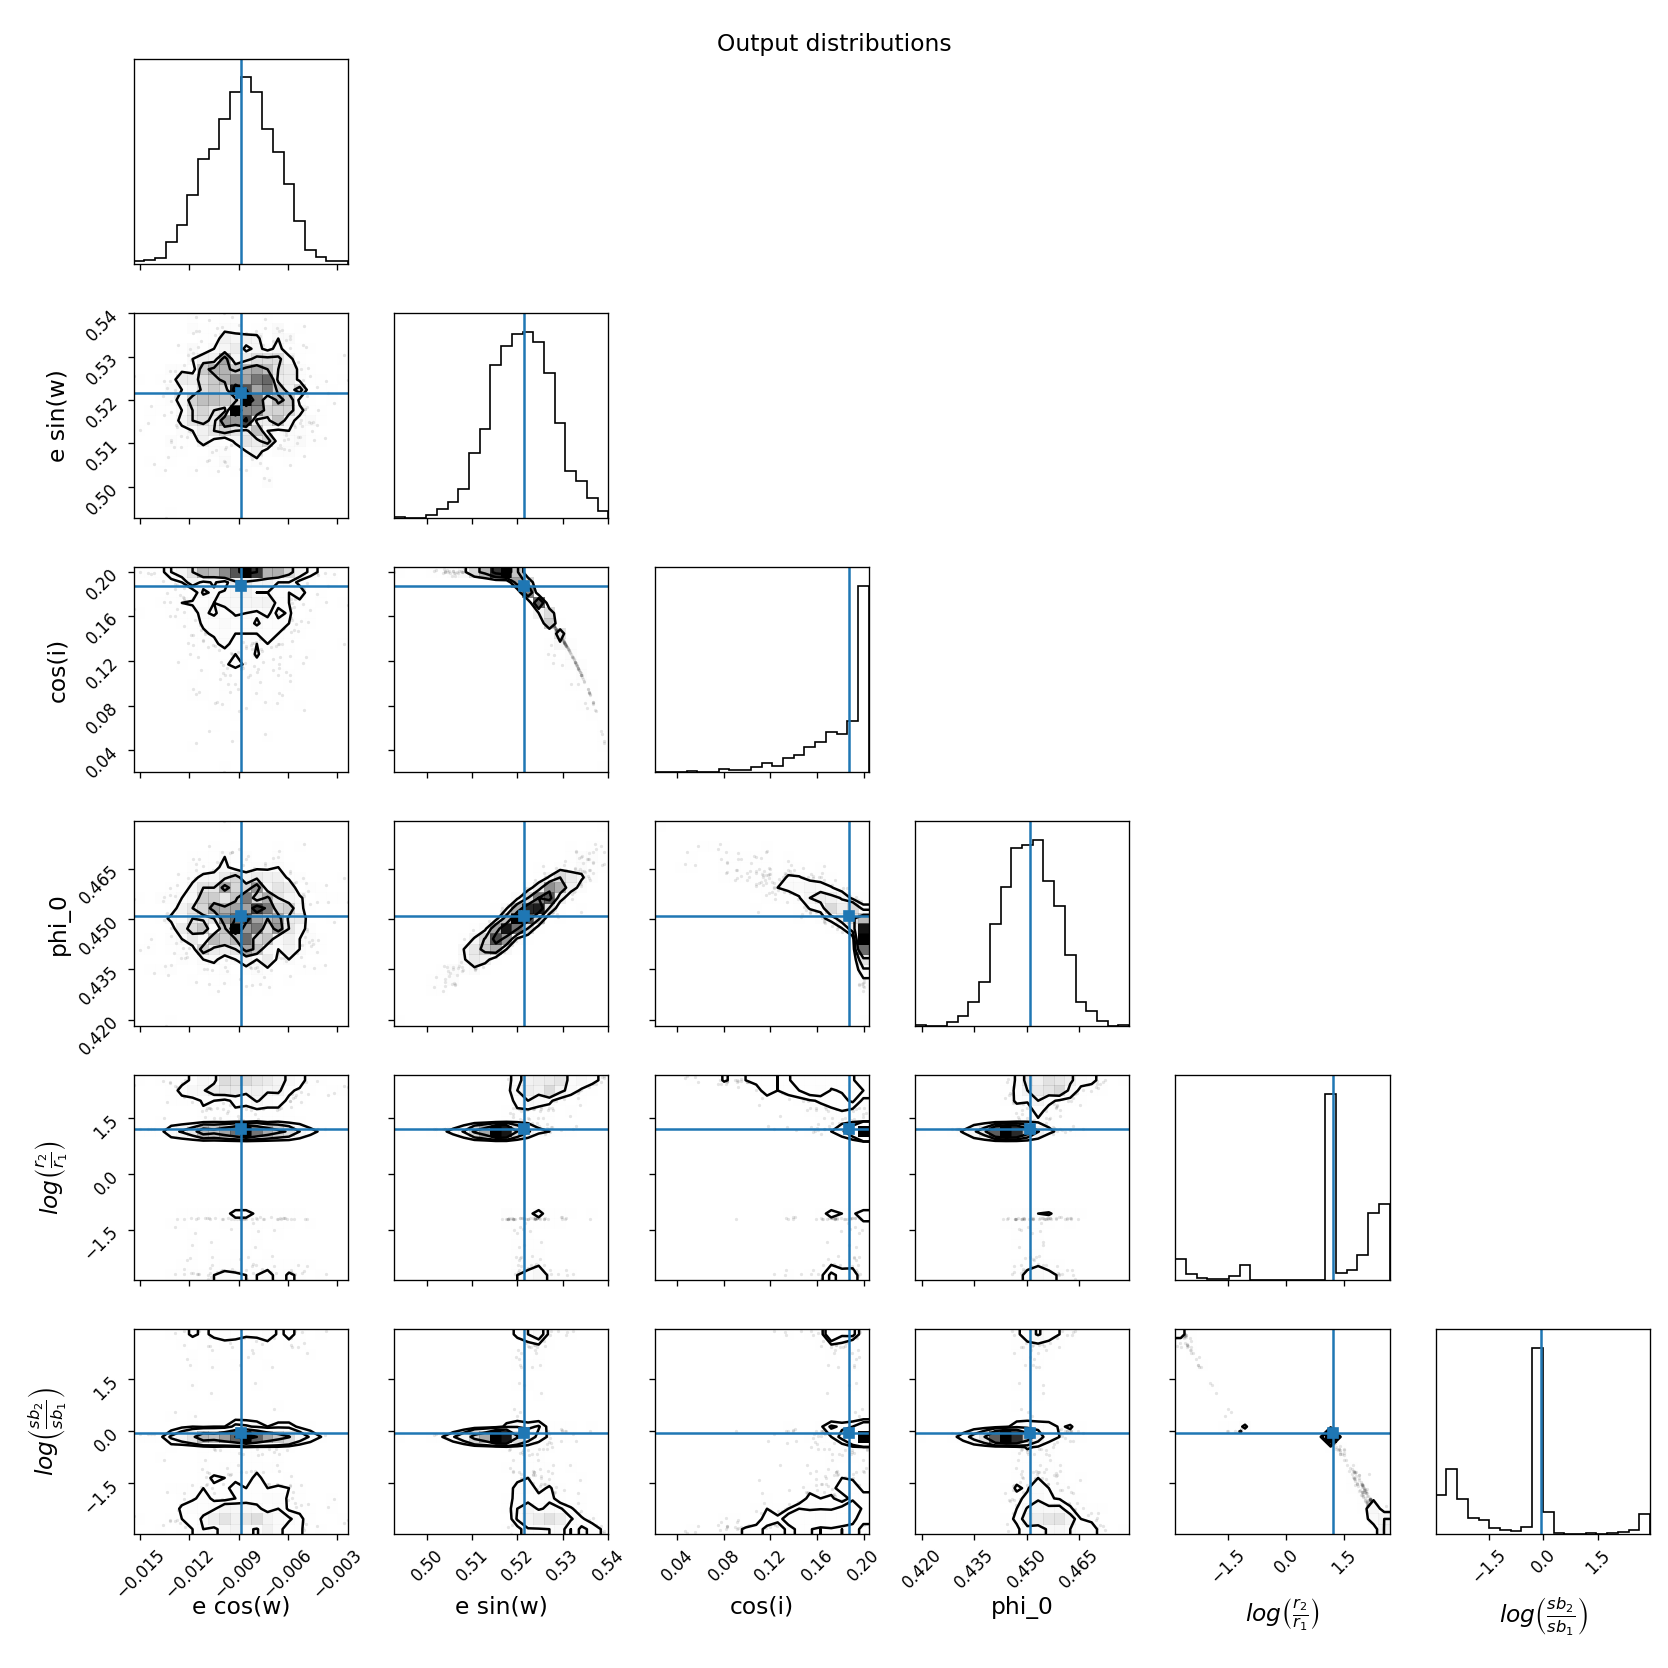 Output distributions
0.54
0.53
0.52
0.51
0.50
e sin(w)
0.20
0.16
0.12
0.08
0.04
cos(i)
0.465
0.450
0.435
0.420
phi_0
1.5
0.0
−1.5
log(r₂/r₁)
1.5
0.0
−1.5
log(sb₂/sb₁)
−0.015 −0.012 −0.009 −0.006 −0.003
0.50 0.51 0.52 0.53 0.54
0.04 0.08 0.12 0.16 0.20
0.420 0.435 0.450 0.465
−1.5 0.0 1.5
−1.5 0.0 1.5
e cos(w)
e sin(w)
cos(i)
phi_0
log(r₂/r₁)
log(sb₂/sb₁)